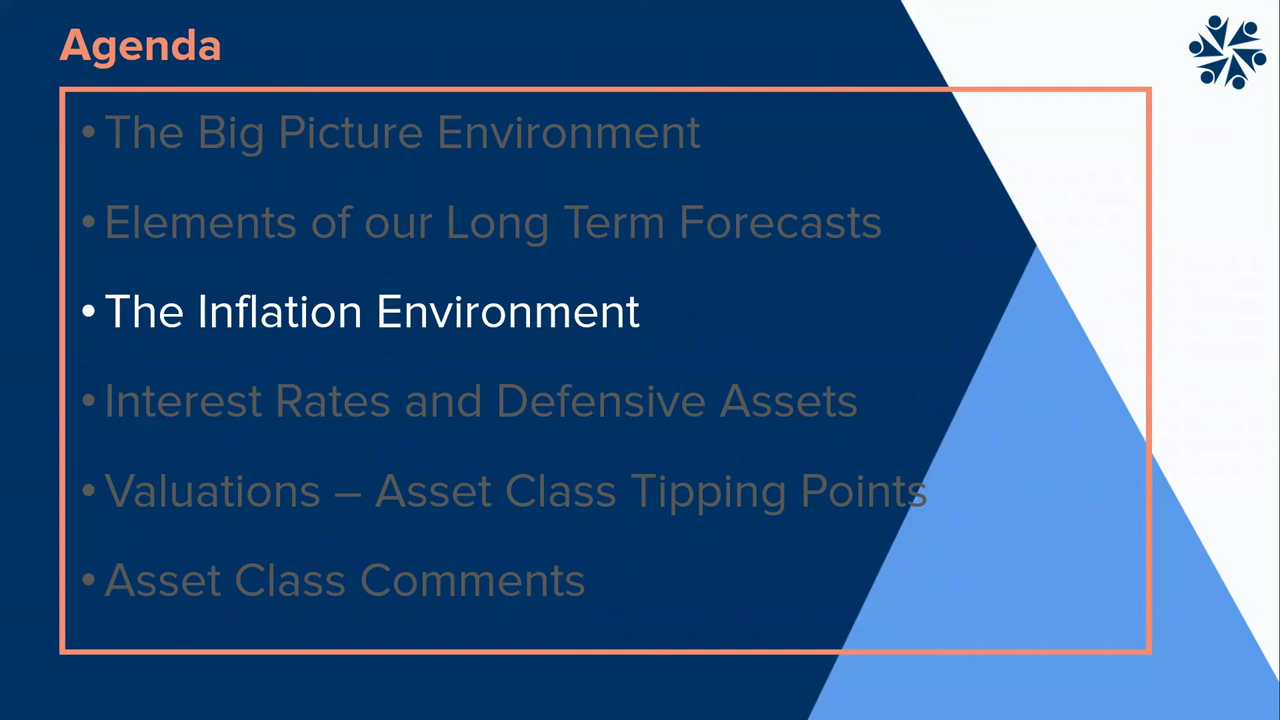 Agenda
• The Big Picture Environment
• Elements of our Long Term Forecasts
• The Inflation Environment
• Interest Rates and Defensive Assets
• Valuations – Asset Class Tipping Points
• Asset Class Comments